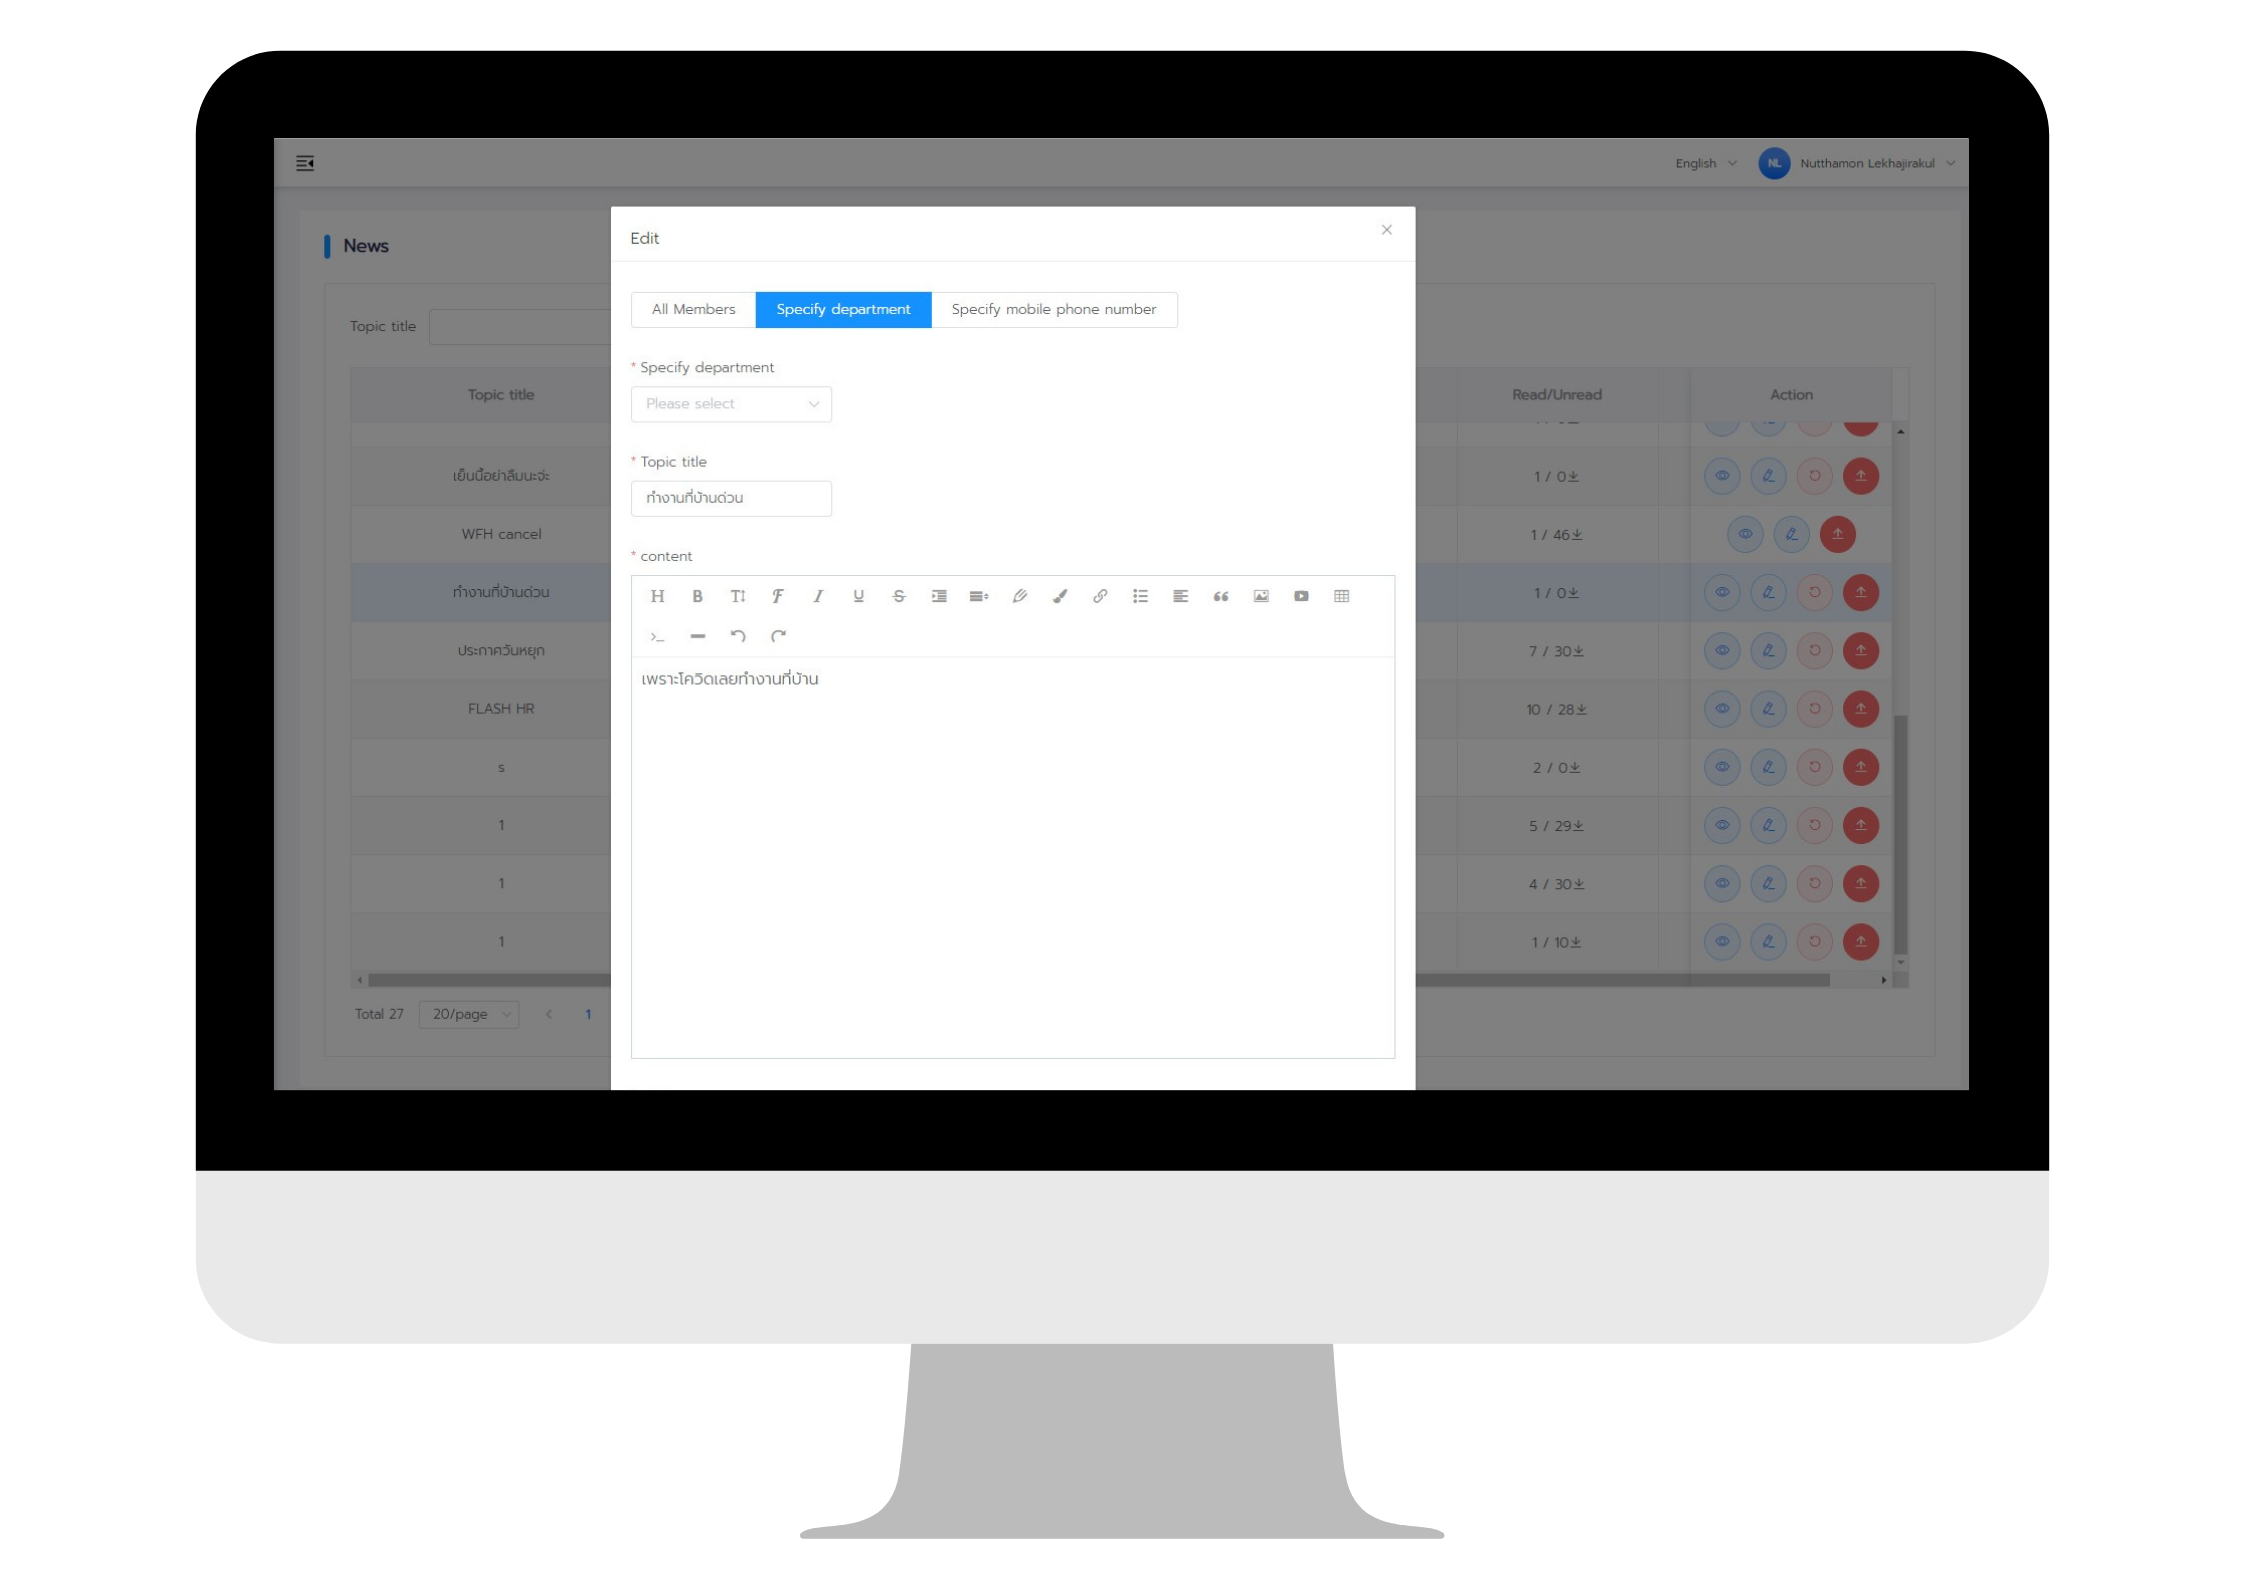 English
NL
Nutthamon Lekhajirakul
News
Edit
All Members
Specify department
Specify mobile phone number
Topic title
* Specify department
Please select
* Topic title
ทำงานที่บ้านด่วน
* content
เพราะโควิดเลยทำงานที่บ้าน
Topic title
Read/Unread
Action
เย็นนี้อย่าลืมนะจ่ะ
1 / 0
WFH cancel
1 / 46
ทำงานที่บ้านด่วน
1 / 0
ประกาศวันหยุก
7 / 30
FLASH HR
10 / 28
s
2 / 0
1
5 / 29
1
4 / 30
1
1 / 10
Total 27
20/page
1